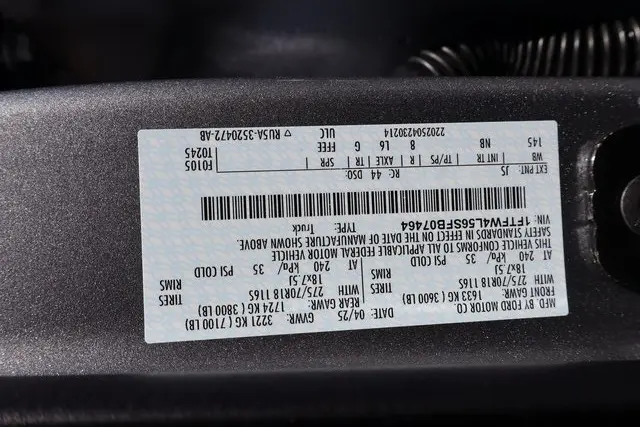 MFD. BY FORD MOTOR CO.
DATE: 04/25 GVWR: 3221 KG ( 7100 LB)
FRONT GAWR: 1633 KG ( 3600 LB) REAR GAWR: 1724 KG ( 3800 LB)
WITH 275/70R18 116S TIRES WITH 275/70R18 116S TIRES
18x7.5J RIMS 18x7.5J RIMS
AT 240 kPa/ 35 PSI COLD AT 240 kPa/ 35 PSI COLD
THIS VEHICLE CONFORMS TO ALL APPLICABLE FEDERAL MOTOR VEHICLE
SAFETY STANDARDS IN EFFECT ON THE DATE OF MANUFACTURE SHOWN ABOVE.
VIN: 1FTFW4L56SFB07464 TYPE: Truck
EXT PNT: JS RC: 44 DSO: F0105
WB INT TR TP/PS AXLE TR SPR T0245
145 NB 8 L6 G FFEE ULC
2202504230214 ▽ RU5A-3520472-AB